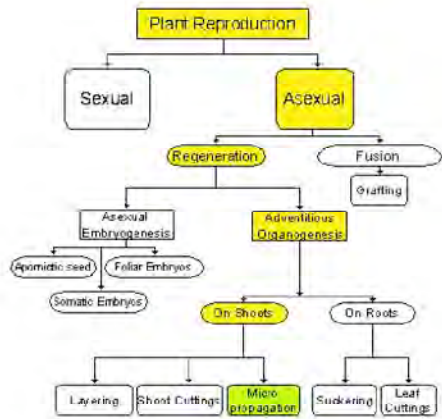 Plant Reproduction
Sexual
Asexual
Regeneration
Fusion
Grafting
Asexual
Embryogenesis
Adventitious
Organogenesis
Apomictic seed
Foliar Embryos
Somatic Embryos
On Shoots
On Roots
Layering
Shoot Cuttings
Micro
propagation
Suckering
Leaf
Cuttings